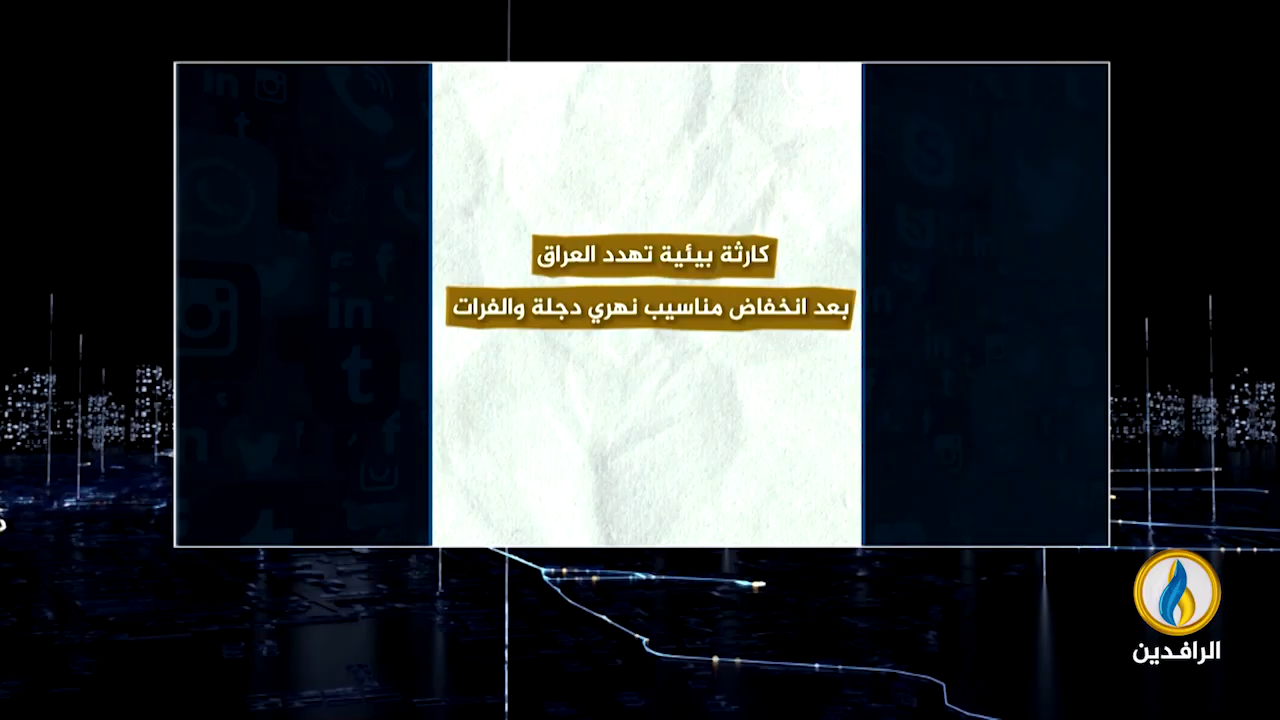 كارثة بيئية تهدد العراق
بعد انخفاض مناسيب نهري دجلة والفرات
الرافدين